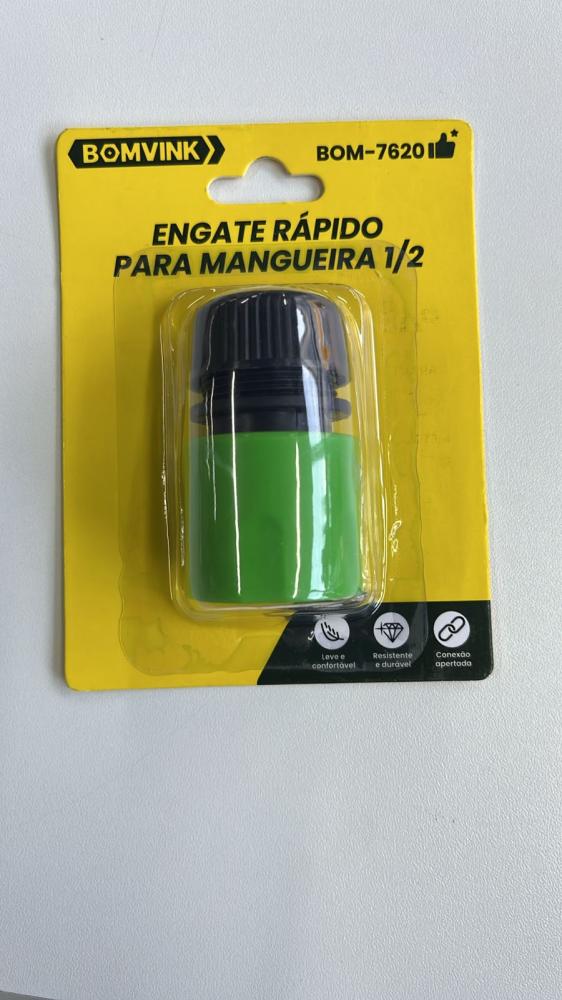 BOMVINK
BOM-7620
ENGATE RÁPIDO
PARA MANGUEIRA 1/2
Leve e
confortável
Resistente
e durável
Conexão
apertada